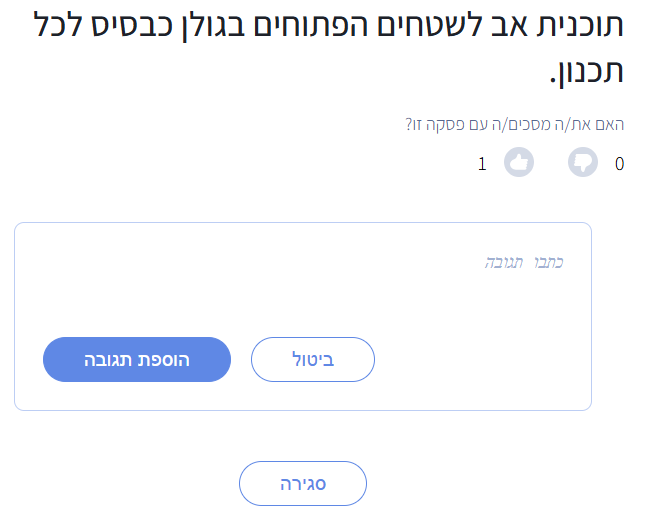 תוכנית אב לשטחים הפתוחים בגולן כבסיס לכל
תכנון.
האם את/ה מסכים/ה עם פסקה זו?
0 1
כתבו תגובה
ביטול הוספת תגובה
סגירה